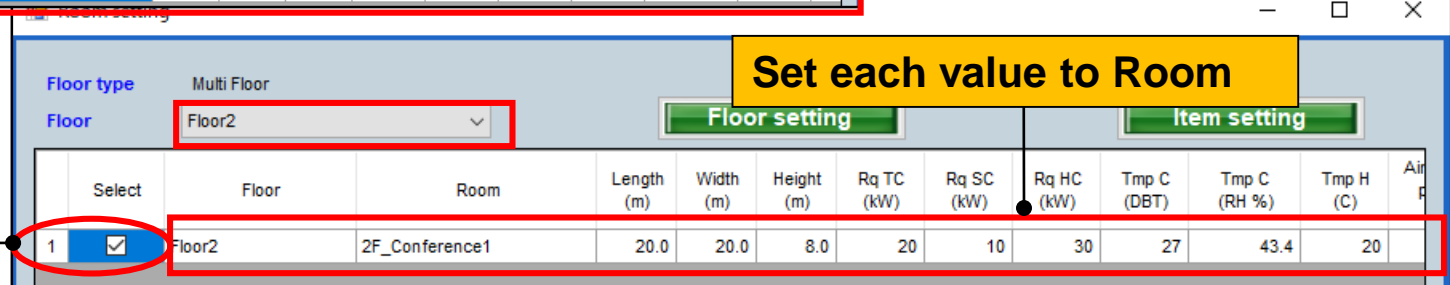 Room setting
Set each value to Room
Floor type Multi Floor
Floor Floor2
Floor setting Item setting
Select Floor Room Length (m) Width (m) Height (m) Rq TC (kW) Rq SC (kW) Rq HC (kW) Tmp C (DBT) Tmp C (RH %) Tmp H (C) Air
1 Floor2 2F_Conference1 20.0 20.0 8.0 20 10 30 27 43.4 20